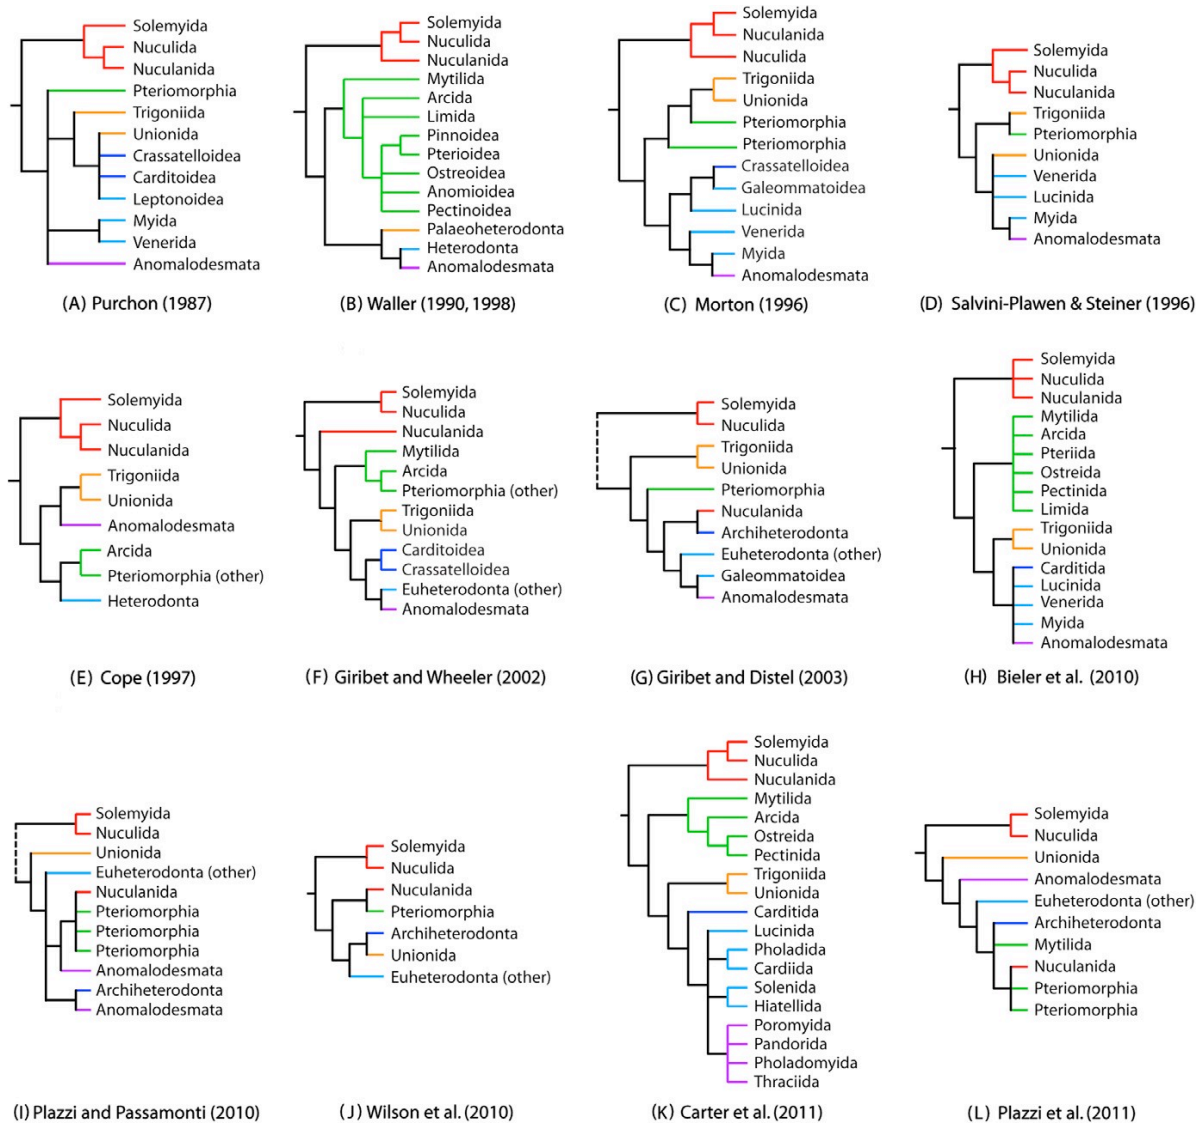 Solemyida
Nuculida
Nuculanida
Pteriomorphia
Trigoniida
Unionida
Crassatelloidea
Carditoidea
Leptonoidea
Myida
Venerida
Anomalodesmata
(A) Purchon (1987)
Solemyida
Nuculida
Nuculanida
Mytilida
Arcida
Limida
Pinnoidea
Pterioidea
Ostreoidea
Anomioidea
Pectinoidea
Palaeoheterodonta
Heterodonta
Anomalodesmata
(B) Waller (1990, 1998)
Solemyida
Nuculanida
Nuculida
Trigoniida
Unionida
Pteriomorphia
Pteriomorphia
Crassatelloidea
Galeommatoidea
Lucinida
Venerida
Myida
Anomalodesmata
(C) Morton (1996)
Solemyida
Nuculida
Nuculanida
Trigoniida
Pteriomorphia
Unionida
Venerida
Lucinida
Myida
Anomalodesmata
(D) Salvini-Plawen & Steiner (1996)
Solemyida
Nuculida
Nuculanida
Trigoniida
Unionida
Anomalodesmata
Arcida
Pteriomorphia (other)
Heterodonta
(E) Cope (1997)
Solemyida
Nuculida
Nuculanida
Mytilida
Arcida
Pteriomorphia (other)
Trigoniida
Unionida
Carditoidea
Crassatelloidea
Euheterodonta (other)
Anomalodesmata
(F) Giribet and Wheeler (2002)
Solemyida
Nuculida
Trigoniida
Unionida
Pteriomorphia
Nuculanida
Archiheterodonta
Euheterodonta (other)
Galeommatoidea
Anomalodesmata
(G) Giribet and Distel (2003)
Solemyida
Nuculida
Nuculanida
Mytilida
Arcida
Pteriida
Ostreida
Pectinida
Limida
Trigoniida
Unionida
Carditida
Lucinida
Venerida
Myida
Anomalodesmata
(H) Bieler et al. (2010)
Solemyida
Nuculida
Unionida
Euheterodonta (other)
Nuculanida
Pteriomorphia
Pteriomorphia
Pteriomorphia
Anomalodesmata
Archiheterodonta
Anomalodesmata
(I) Plazzi and Passamonti (2010)
Solemyida
Nuculida
Nuculanida
Pteriomorphia
Archiheterodonta
Unionida
Euheterodonta (other)
(J) Wilson et al. (2010)
Solemyida
Nuculida
Nuculanida
Mytilida
Arcida
Ostreida
Pectinida
Trigoniida
Unionida
Carditida
Lucinida
Pholadida
Cardiida
Solenida
Hiatellida
Poromyida
Pandorida
Pholadomyida
Thraciida
(K) Carter et al. (2011)
Solemyida
Nuculida
Unionida
Anomalodesmata
Euheterodonta (other)
Archiheterodonta
Mytilida
Nuculanida
Pteriomorphia
Pteriomorphia
(L) Plazzi et al. (2011)